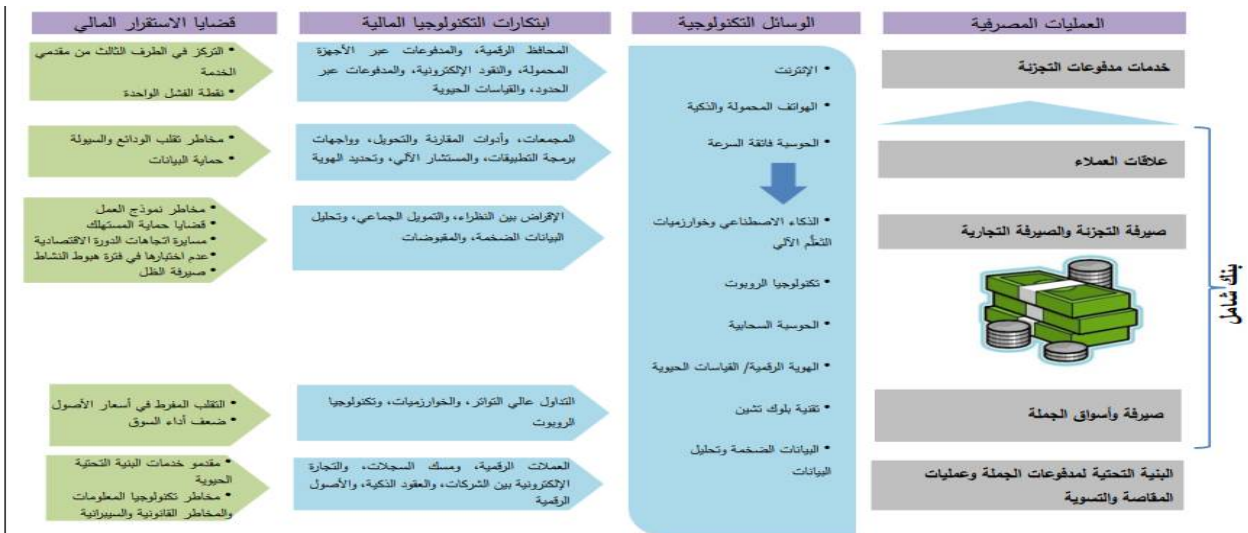 العمليات المصرفية
خدمات مدفوعات التجزئة
علاقات العملاء
صيرفة التجزئة والصيرفة التجارية
صيرفة وأسواق الجملة
البنية التحتية لمدفوعات الجملة وعمليات
المقاصة والتسوية
بنك شامل
الوسائل التكنولوجية
• الإنترنت
• الهواتف المحمولة والذكية
• الحوسبة فائقة السرعة
• الذكاء الاصطناعي وخوارزميات
التعلُّم الآلي
• تكنولوجيا الروبوت
• الحوسبة السحابية
• الهوية الرقمية/ القياسات الحيوية
• تقنية بلوك تشين
• البيانات الضخمة وتحليل
البيانات
ابتكارات التكنولوجيا المالية
المحافظ الرقمية، والمدفوعات عبر الأجهزة
المحمولة، والنقود الإلكترونية، والمدفوعات عبر
الحدود، والقياسات الحيوية
المجمعات، وأدوات المقارنة والتحويل، وواجهات
برمجة التطبيقات، والمستشار الآلي، وتحديد الهوية
الإقراض بين النظراء، والتمويل الجماعي، وتحليل
البيانات الضخمة، والمقبوضات
التداول عالي التواتر، والخوارزميات، وتكنولوجيا
الروبوت
العملات الرقمية، ومسك السجلات، والتجارة
الإلكترونية بين الشركات، والعقود الذكية، والأصول
الرقمية
قضايا الاستقرار المالي
• التركز في الطرف الثالث من مقدمي
الخدمة
• نقطة الفشل الواحدة
• مخاطر تقلب الودائع والسيولة
• حماية البيانات
• مخاطر نموذج العمل
• قضايا حماية المستهلك
• مسايرة اتجاهات الدورة الاقتصادية
• عدم اختبارها في فترة هبوط النشاط
• صيرفة الظل
• التقلب المفرط في أسعار الأصول
• ضعف أداء السوق
• مقدمو خدمات البنية التحتية
الحيوية
• مخاطر تكنولوجيا المعلومات
والمخاطر القانونية والسيبرانية